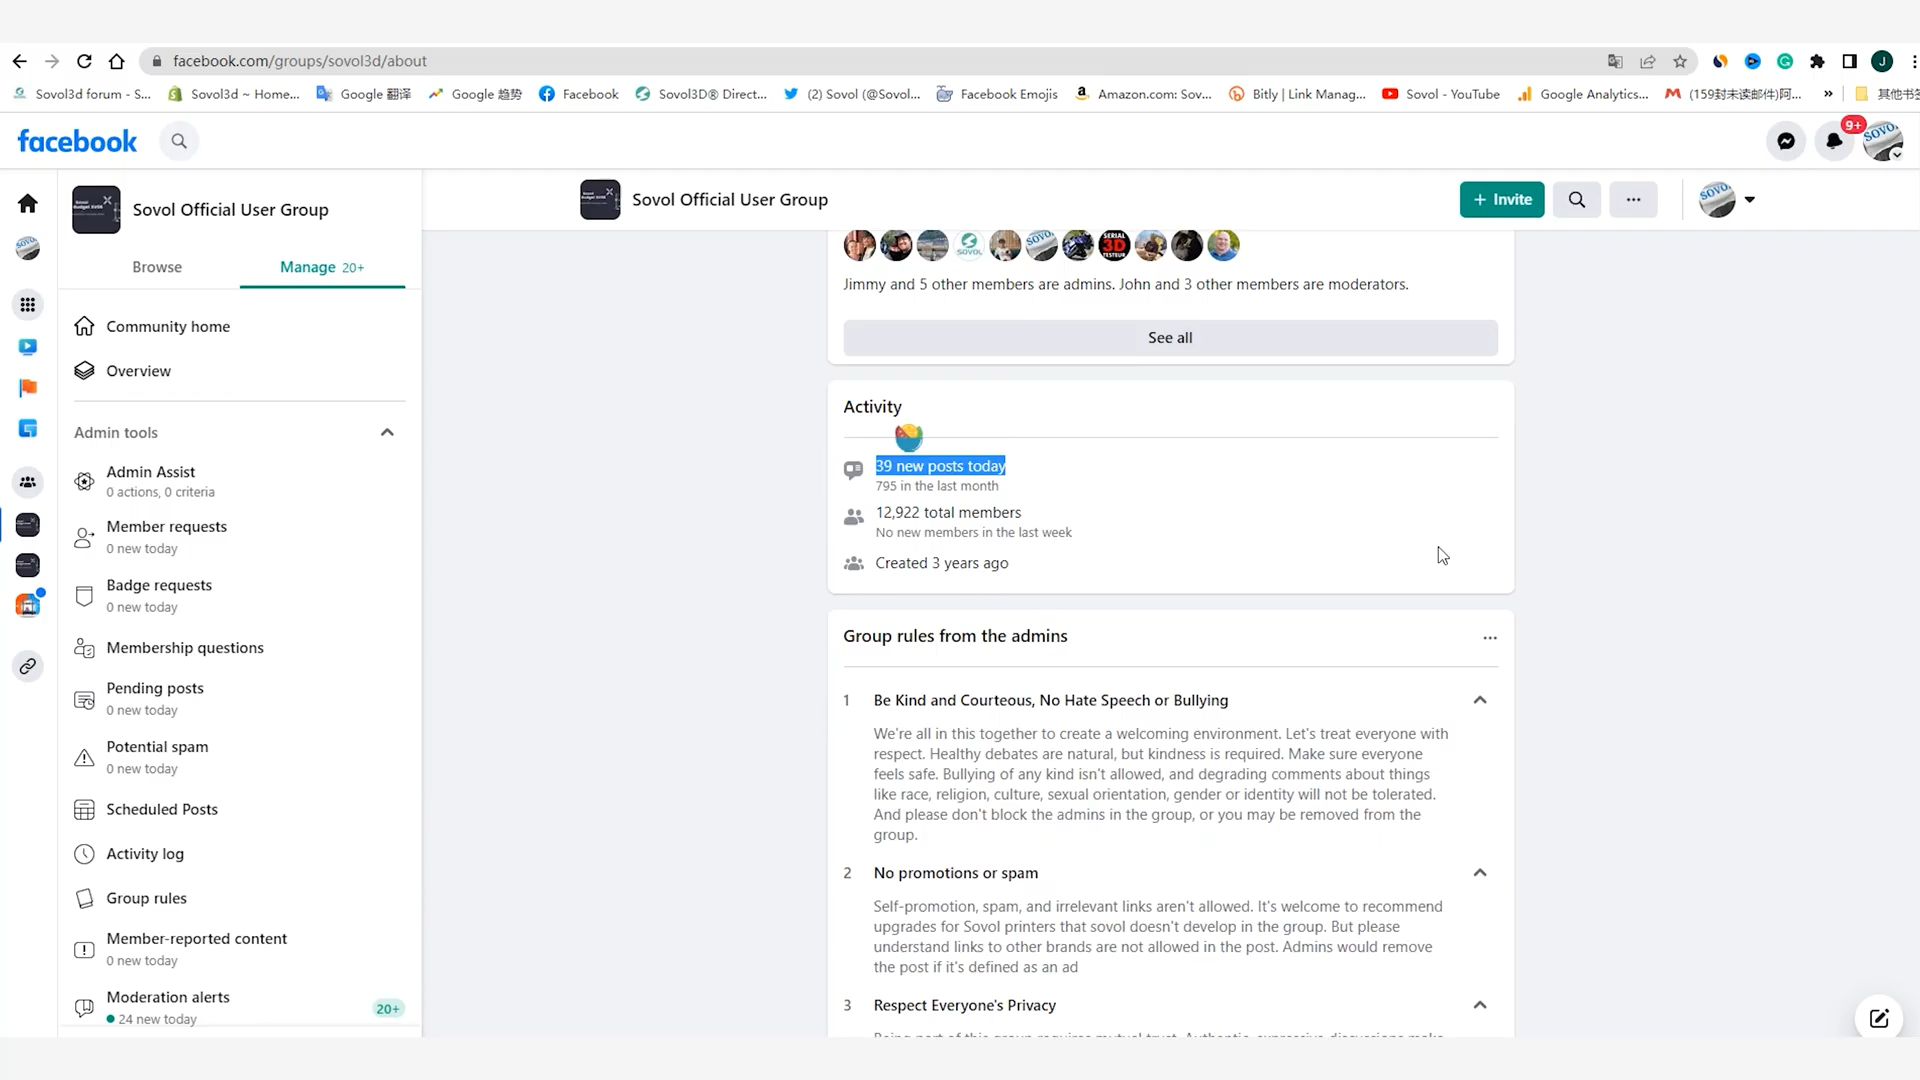 facebook.com/groups/sovol3d/about
Sovol3d forum - S...
Sovol3d ~ Home...
Google 翻译
Google 趋势
Facebook
Sovol3D® Direct...
(2) Sovol (@Sovol...
Facebook Emojis
Amazon.com: Sov...
Bitly | Link Manag...
Sovol - YouTube
Google Analytics...
(159封未读邮件)阿...
»
其他书签
J
facebook
9+
SOVOL
Sovol Official User Group
Browse
Manage 20+
Community home
Overview
Admin tools
Admin Assist
0 actions, 0 criteria
Member requests
0 new today
Badge requests
0 new today
Membership questions
Pending posts
0 new today
Potential spam
0 new today
Scheduled Posts
Activity log
Group rules
Member-reported content
0 new today
Moderation alerts
20+
24 new today
Sovol Official User Group
+ Invite
SOVOL
SOVOL
SOVOL
SERIAL
3D
TESTEUR
Jimmy and 5 other members are admins. John and 3 other members are moderators.
See all
Activity
39 new posts today
795 in the last month
12,922 total members
No new members in the last week
Created 3 years ago
Group rules from the admins
1 Be Kind and Courteous, No Hate Speech or Bullying
We're all in this together to create a welcoming environment. Let's treat everyone with
respect. Healthy debates are natural, but kindness is required. Make sure everyone
feels safe. Bullying of any kind isn't allowed, and degrading comments about things
like race, religion, culture, sexual orientation, gender or identity will not be tolerated.
And please don't block the admins in the group, or you may be removed from the
group.
2 No promotions or spam
Self-promotion, spam, and irrelevant links aren't allowed. It's welcome to recommend
upgrades for Sovol printers that sovol doesn't develop in the group. But please
understand links to other brands are not allowed in the post. Admins would remove
the post if it's defined as an ad
3 Respect Everyone's Privacy